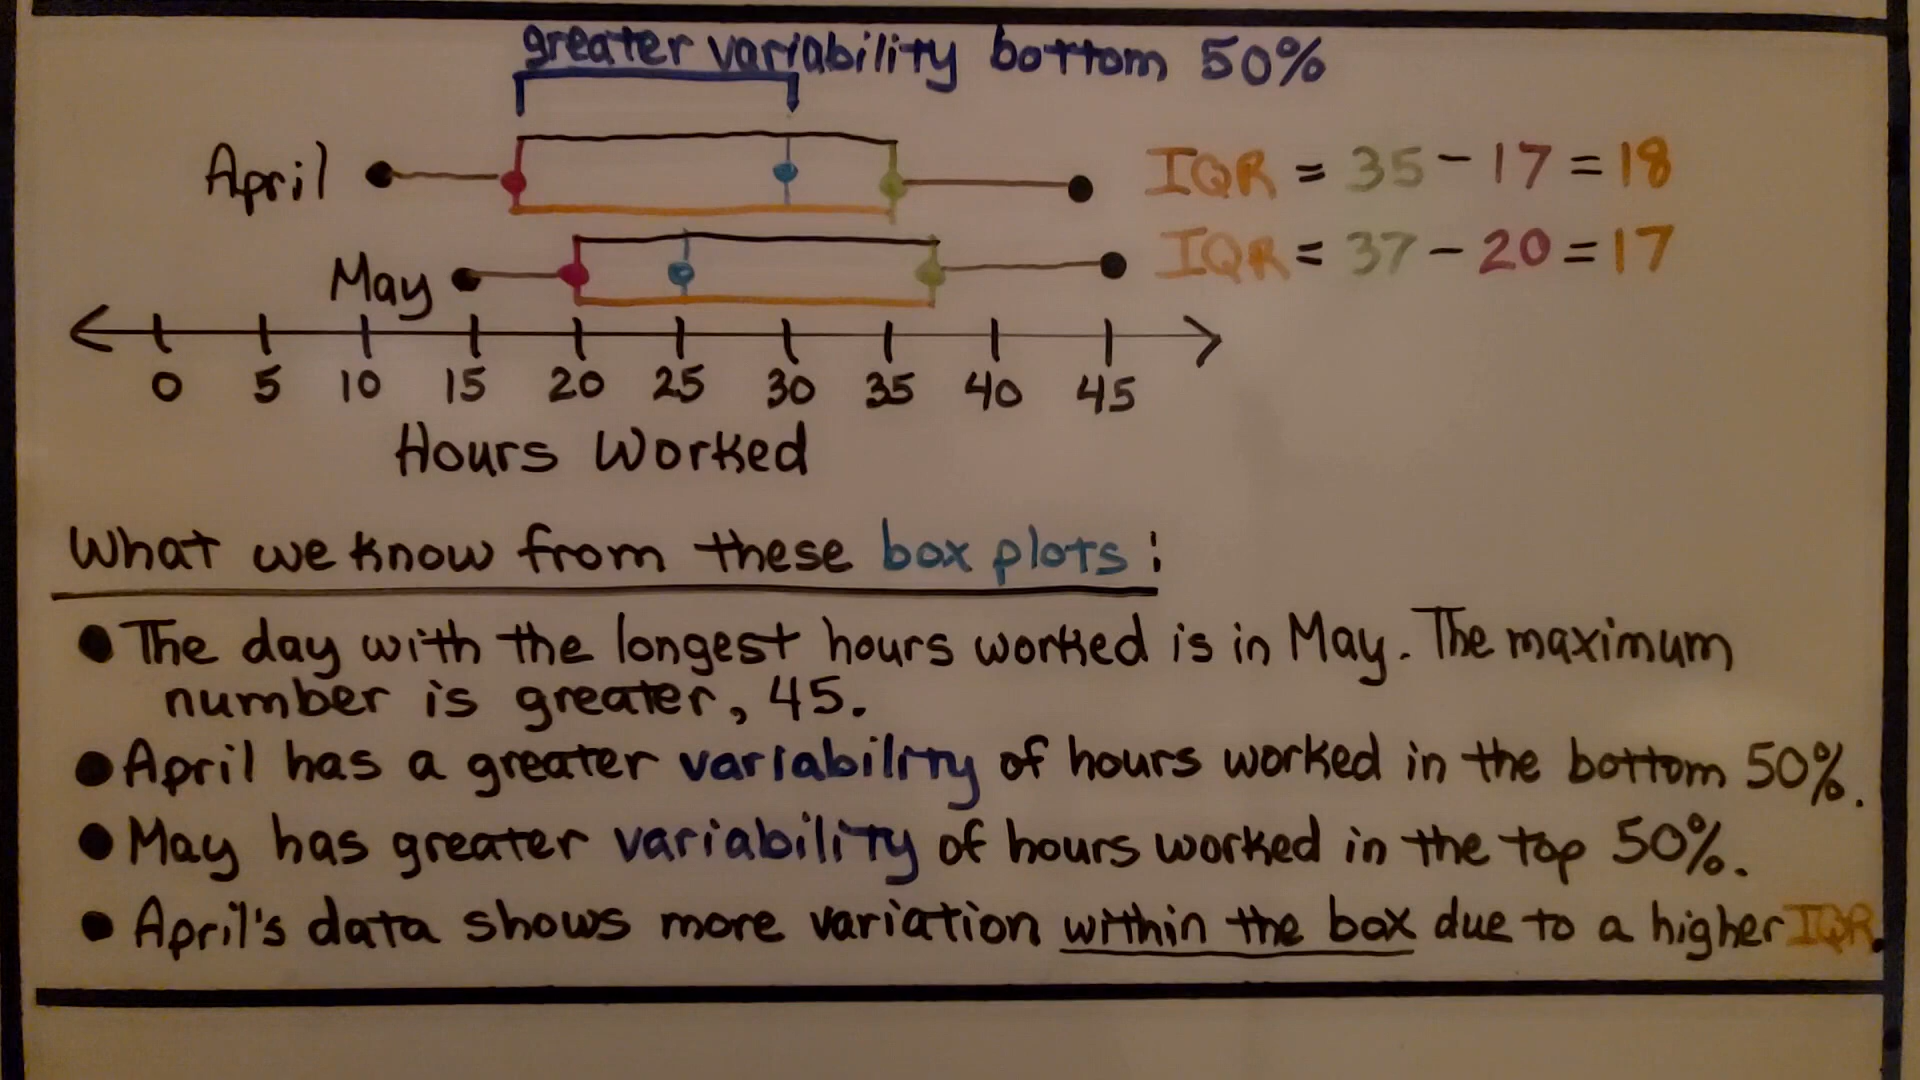 greater variability bottom 50%
April IQR = 35 - 17 = 18
May IQR = 37 - 20 = 17
0 5 10 15 20 25 30 35 40 45
Hours Worked
What we know from these box plots:
● The day with the longest hours worked is in May. The maximum
number is greater, 45.
● April has a greater variability of hours worked in the bottom 50%.
● May has greater variability of hours worked in the top 50%.
● April's data shows more variation within the box due to a higher IQR.